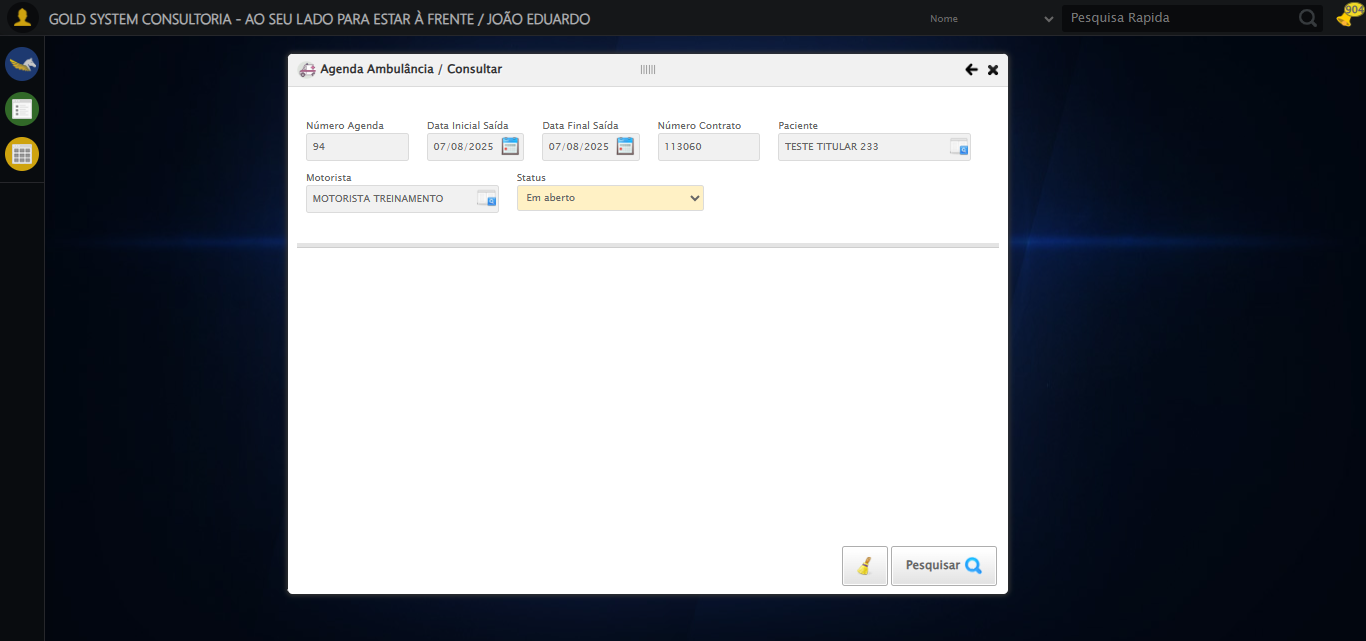 GOLD SYSTEM CONSULTORIA - AO SEU LADO PARA ESTAR À FRENTE / JOÃO EDUARDO
Nome
Pesquisa Rapida
904
Agenda Ambulância / Consultar
Número Agenda
Data Inicial Saída
Data Final Saída
Número Contrato
Paciente
94
07/08/2025
07/08/2025
113060
TESTE TITULAR 233
Motorista
Status
MOTORISTA TREINAMENTO
Em aberto
Pesquisar